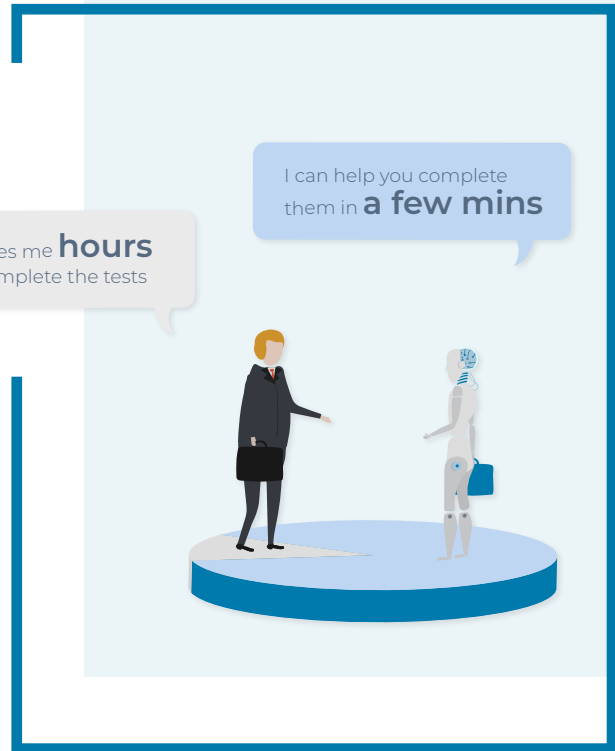 I can help you complete
them in a few mins
es me hours
mplete the tests